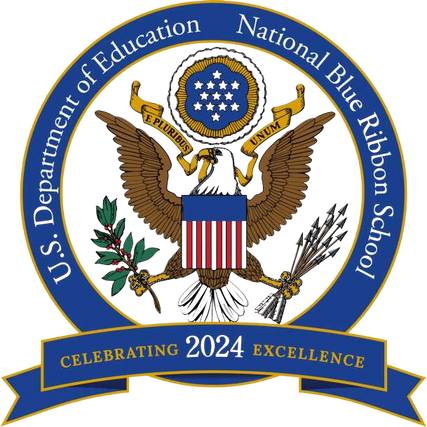 U.S. Department of Education National Blue Ribbon School
E PLURIBUS UNUM
CELEBRATING 2024 EXCELLENCE